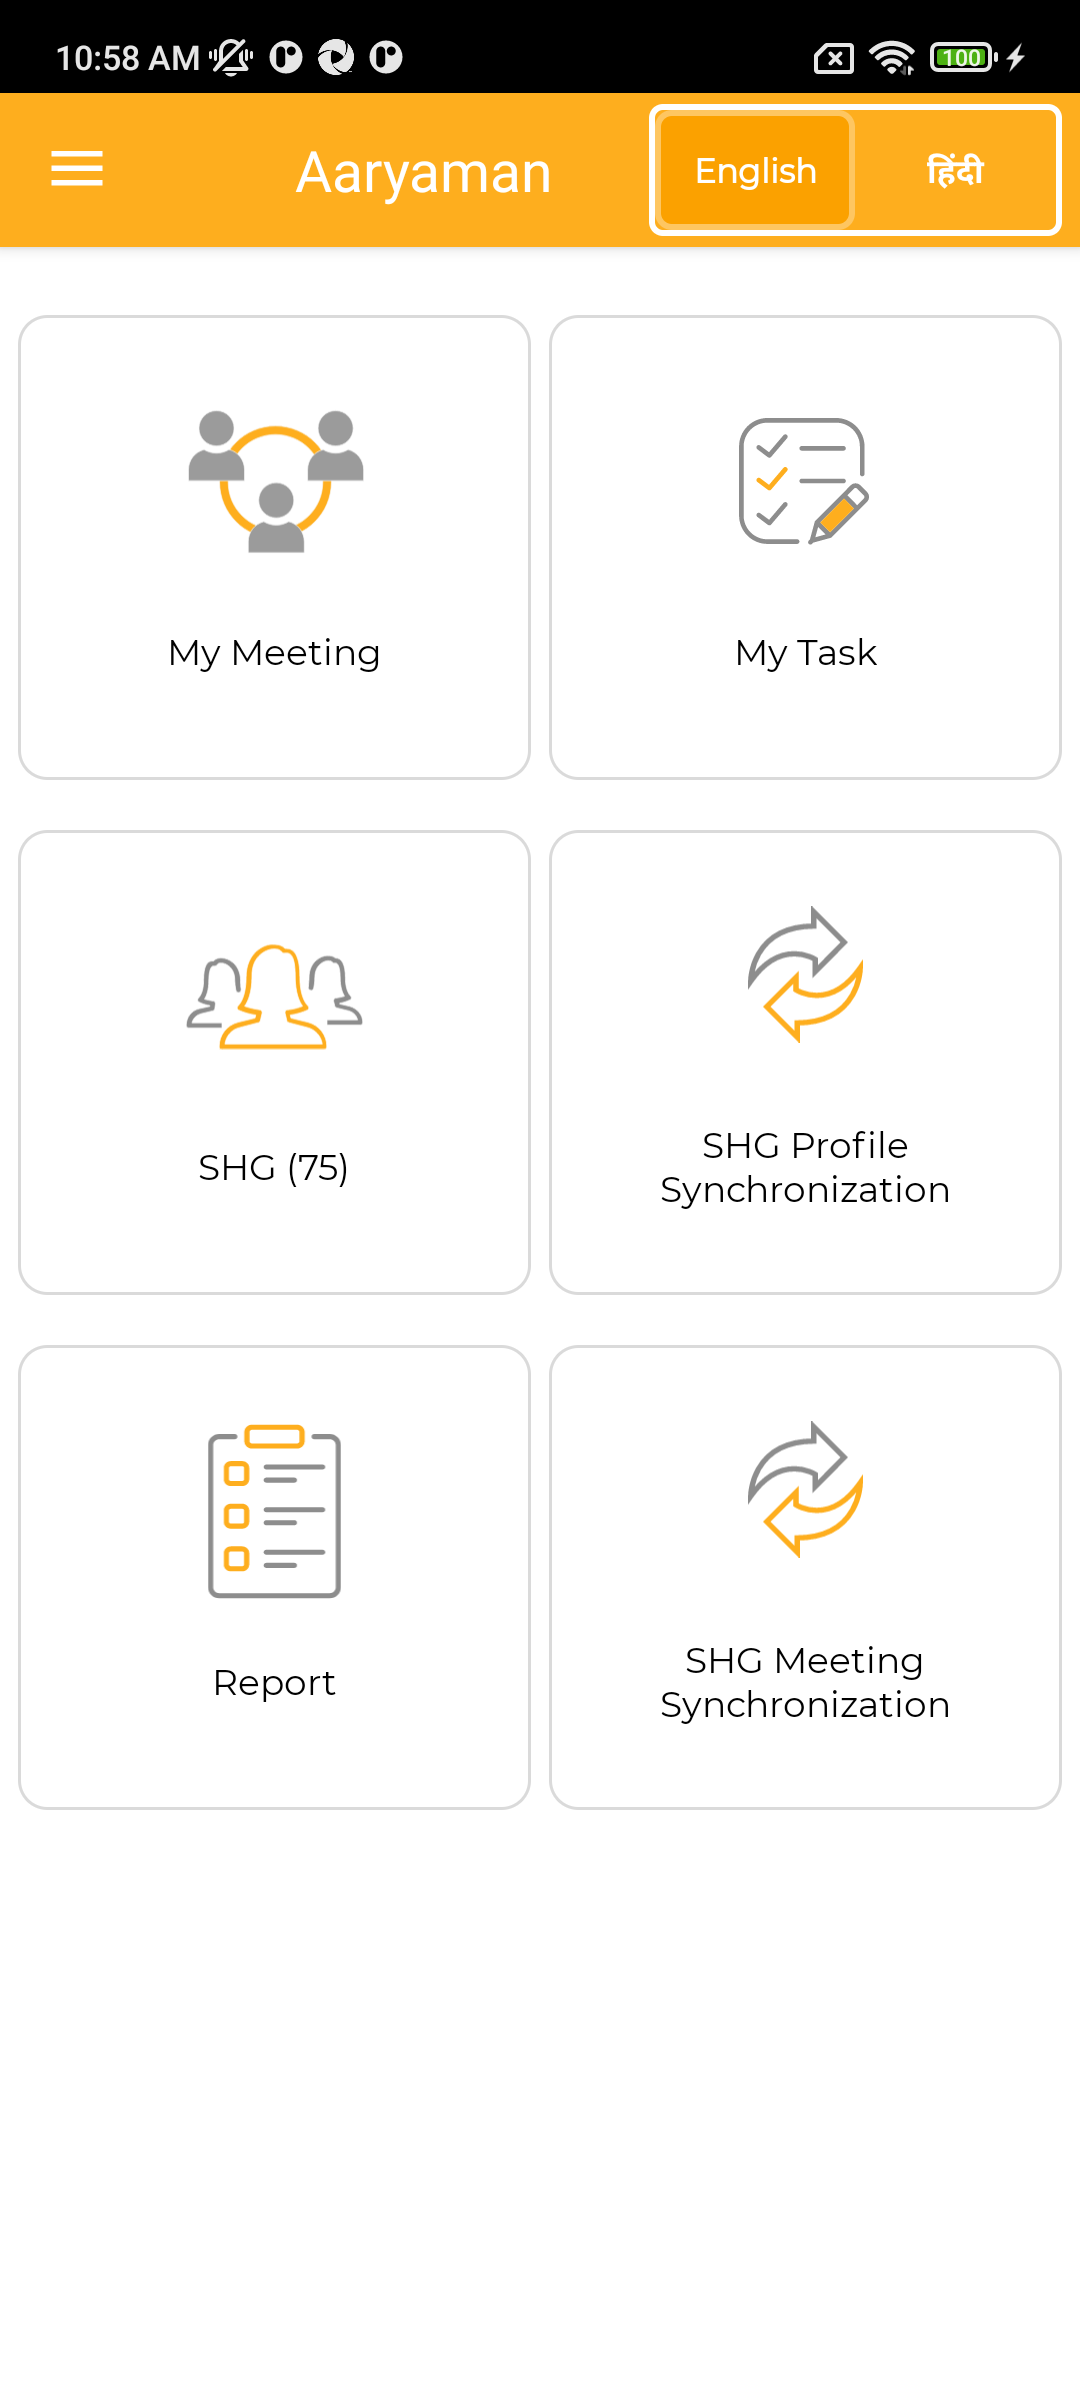 10:58 AM
100
Aaryaman
English
हिंदी
My Meeting
My Task
SHG (75)
SHG Profile
Synchronization
Report
SHG Meeting
Synchronization